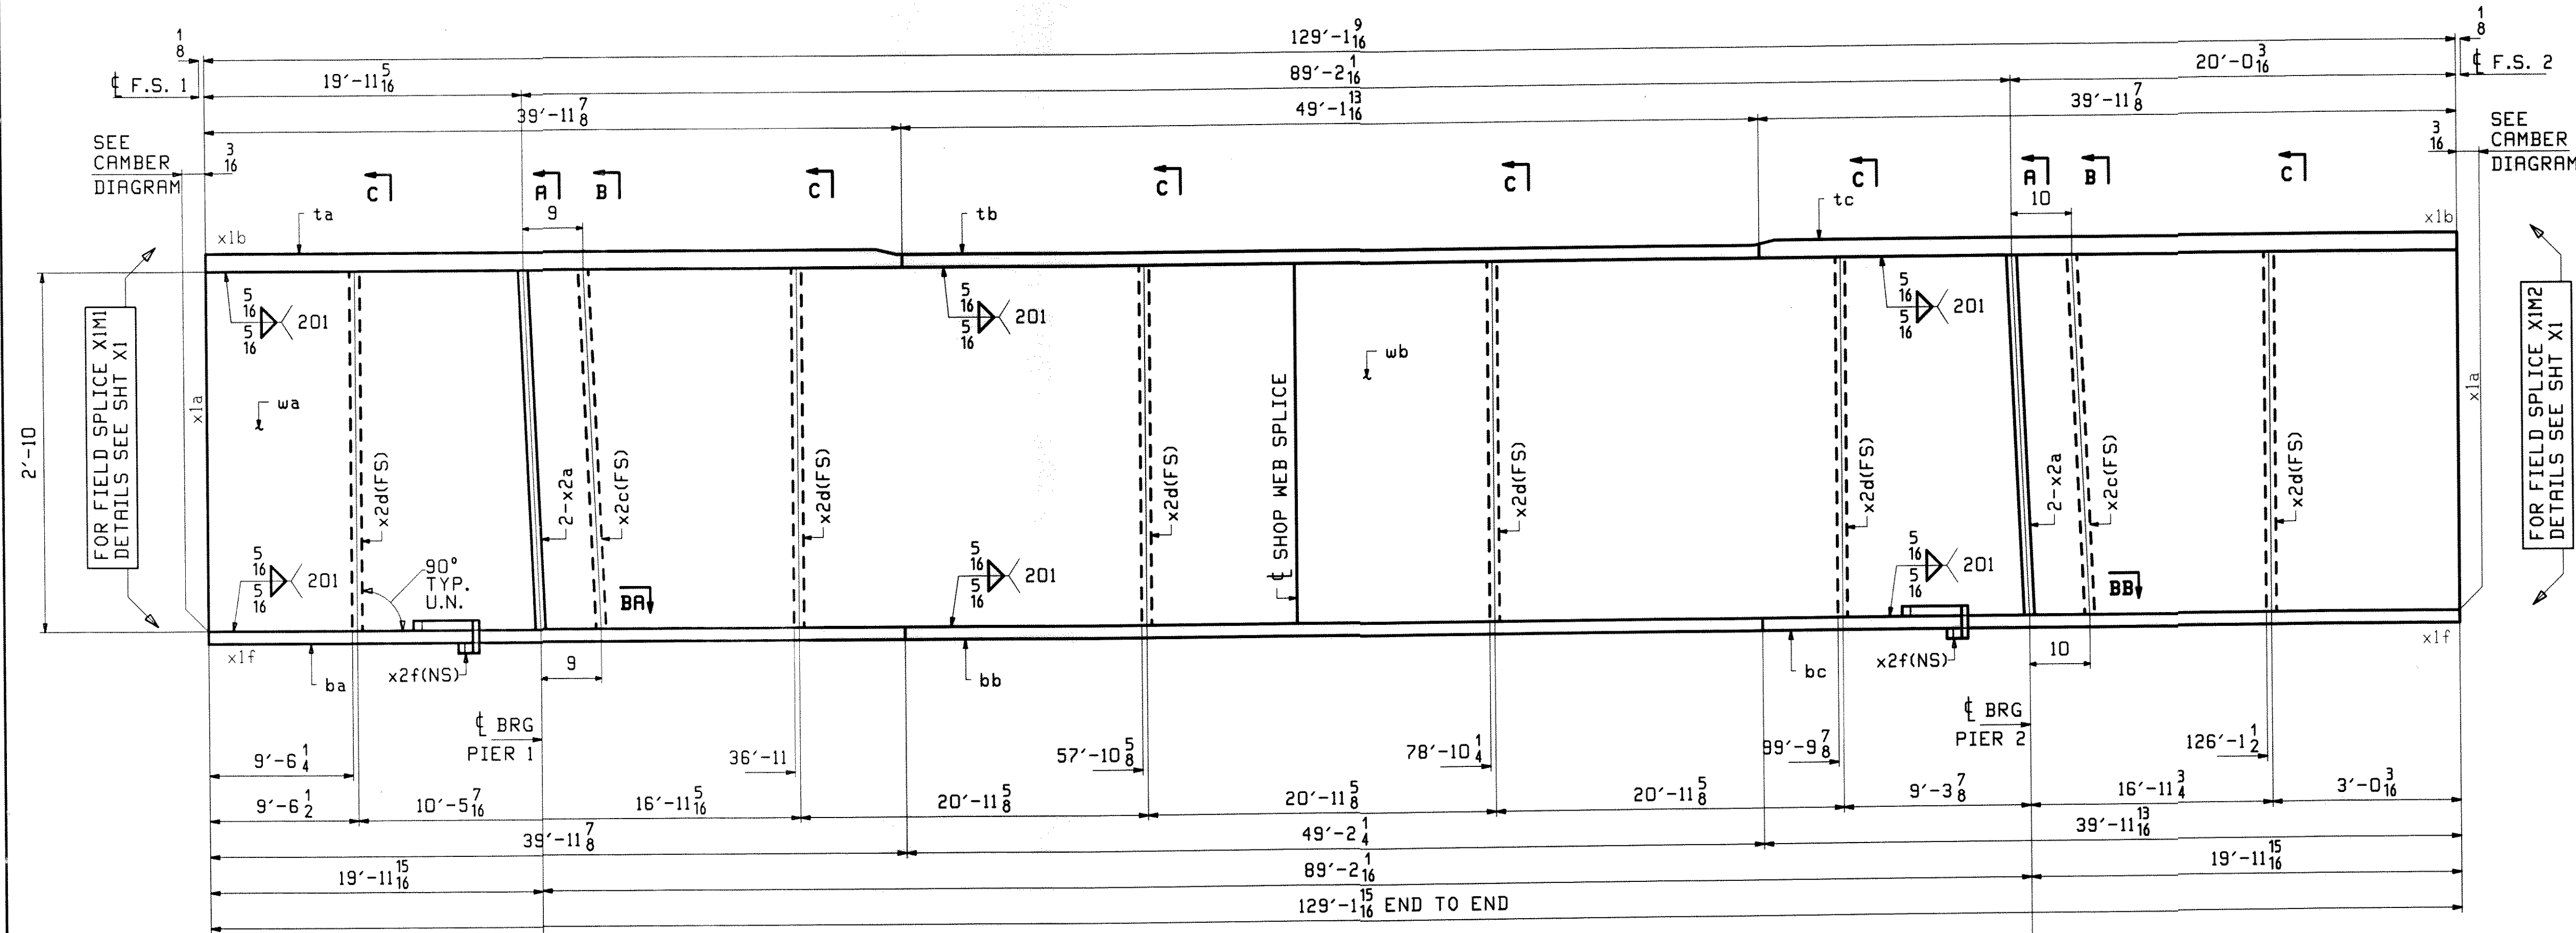 129'-1 9/16
1/8
1/8
℄ F.S. 1
19'-11 5/16
89'-2 1/16
20'-0 3/16
℄ F.S. 2
39'-11 7/8
49'-1 13/16
39'-11 7/8
SEE CAMBER DIAGRAM
3/16
3/16
SEE CAMBER DIAGRAM
C
A
B
C
C
C
C
A
B
C
9
10
ta
tb
tc
x1b
x1b
5/16
5/16
201
5/16
5/16
201
5/16
5/16
201
2'-10
FOR FIELD SPLICE X1M1
DETAILS SEE SHT X1
x1a
wa
wb
x1a
FOR FIELD SPLICE X1M2
DETAILS SEE SHT X1
x2d(FS)
2-x2a
x2c(FS)
x2d(FS)
x2d(FS)
℄ SHOP WEB SPLICE
x2d(FS)
x2d(FS)
2-x2a
x2c(FS)
x2d(FS)
5/16
5/16
201
90°
TYP.
U.N.
BA
5/16
5/16
201
5/16
5/16
201
BB
x1f
ba
x2f(NS)
9
bb
bc
x2f(NS)
10
x1f
℄ BRG
PIER 1
℄ BRG
PIER 2
9'-6 1/4
36'-11
57'-10 5/8
78'-10 1/4
99'-9 7/8
126'-1 1/2
9'-6 1/2
10'-5 7/16
16'-11 5/16
20'-11 5/8
20'-11 5/8
20'-11 5/8
9'-3 7/8
16'-11 3/4
3'-0 3/16
39'-11 7/8
49'-2 1/4
39'-11 13/16
19'-11 15/16
89'-2 1/16
19'-11 15/16
129'-1 15/16 END TO END